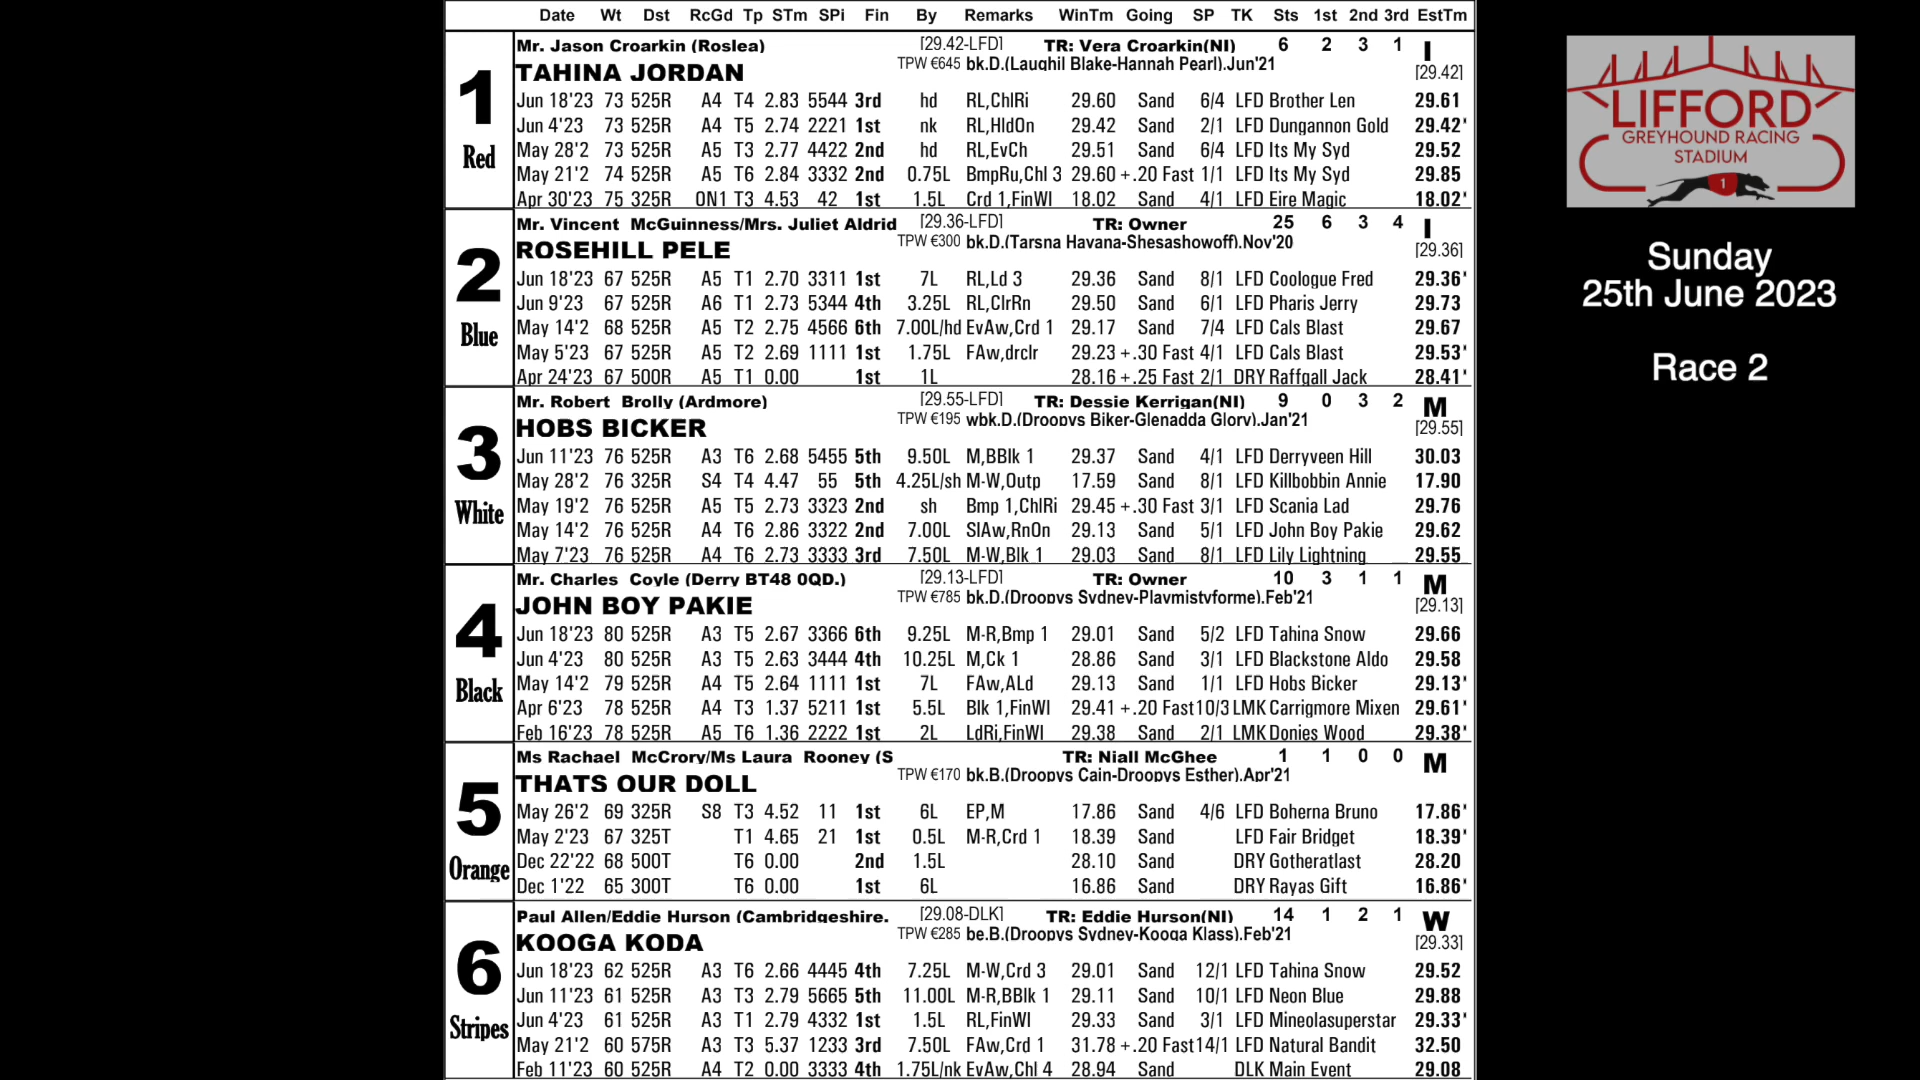 Date Wt Dst RcGd Tp STm SPi Fin By Remarks WinTm Going SP TK Sts 1st 2nd 3rd EstTm
1
Red
Mr. Jason Croarkin (Roslea) [29.42-LFD] TR: Vera Croarkin(NI) 6 2 3 1 I
TAHINA JORDAN TPW €645 bk.D.(Laughil Blake-Hannah Pearl).Jun'21 [29.42]
Jun 18'23 73 525R A4 T4 2.83 5544 3rd hd RL,ChlRi 29.60 Sand 6/4 LFD Brother Len 29.61
Jun 4'23 73 525R A4 T5 2.74 2221 1st nk RL,HldOn 29.42 Sand 2/1 LFD Dungannon Gold 29.42'
May 28'2 73 525R A5 T3 2.77 4422 2nd hd RL,EvCh 29.51 Sand 6/4 LFD Its My Syd 29.52
May 21'2 74 525R A5 T6 2.84 3332 2nd 0.75L BmpRu,Chl 3 29.60 +.20 Fast 1/1 LFD Its My Syd 29.85
Apr 30'23 75 325R ON1 T3 4.53 42 1st 1.5L Crd 1,FinWl 18.02 Sand 4/1 LFD Eire Magic 18.02'
2
Blue
Mr. Vincent McGuinness/Mrs. Juliet Aldrid [29.36-LFD] TR: Owner 25 6 3 4 I
ROSEHILL PELE TPW €300 bk.D.(Tarsna Havana-Shesashowoff).Nov'20 [29.36]
Jun 18'23 67 525R A5 T1 2.70 3311 1st 7L RL,Ld 3 29.36 Sand 8/1 LFD Coologue Fred 29.36'
Jun 9'23 67 525R A6 T1 2.73 5344 4th 3.25L RL,ClrRn 29.50 Sand 6/1 LFD Pharis Jerry 29.73
May 14'2 68 525R A5 T2 2.75 4566 6th 7.00L/hd EvAw,Crd 1 29.17 Sand 7/4 LFD Cals Blast 29.67
May 5'23 67 525R A5 T2 2.69 1111 1st 1.75L FAw,drclr 29.23 +.30 Fast 4/1 LFD Cals Blast 29.53'
Apr 24'23 67 500R A5 T1 0.00 1st 1L 28.16 +.25 Fast 2/1 DRY Raffgall Jack 28.41'
3
White
Mr. Robert Brolly (Ardmore) [29.55-LFD] TR: Dessie Kerrigan(NI) 9 0 3 2 M
HOBS BICKER TPW €195 wbk.D.(Droopys Biker-Glenadda Glory).Jan'21 [29.55]
Jun 11'23 76 525R A3 T6 2.68 5455 5th 9.50L M,BBlk 1 29.37 Sand 4/1 LFD Derryveen Hill 30.03
May 28'2 76 325R S4 T4 4.47 55 5th 4.25L/sh M-W,Outp 17.59 Sand 8/1 LFD Killbobbin Annie 17.90
May 19'2 76 525R A5 T5 2.73 3323 2nd sh Bmp 1,ChlRi 29.45 +.30 Fast 3/1 LFD Scania Lad 29.76
May 14'2 76 525R A4 T6 2.86 3322 2nd 7.00L SlAw,RnOn 29.13 Sand 5/1 LFD John Boy Pakie 29.62
May 7'23 76 525R A4 T6 2.73 3333 3rd 7.50L M-W,Blk 1 29.03 Sand 8/1 LFD Lily Lightning 29.55
4
Black
Mr. Charles Coyle (Derry BT48 0QD.) [29.13-LFD] TR: Owner 10 3 1 1 M
JOHN BOY PAKIE TPW €785 bk.D.(Droopys Sydney-Playmistyforme).Feb'21 [29.13]
Jun 18'23 80 525R A3 T5 2.67 3366 6th 9.25L M-R,Bmp 1 29.01 Sand 5/2 LFD Tahina Snow 29.66
Jun 4'23 80 525R A3 T5 2.63 3444 4th 10.25L M,Ck 1 28.86 Sand 3/1 LFD Blackstone Aldo 29.58
May 14'2 79 525R A4 T5 2.64 1111 1st 7L FAw,ALd 29.13 Sand 1/1 LFD Hobs Bicker 29.13'
Apr 6'23 78 525R A4 T3 1.37 5211 1st 5.5L Blk 1,FinWl 29.41 +.20 Fast 10/3 LMK Carrigmore Mixen 29.61'
Feb 16'23 78 525R A5 T6 1.36 2222 1st 2L LdRi,FinWl 29.38 Sand 2/1 LMK Donies Wood 29.38'
5
Orange
Ms Rachael McCrory/Ms Laura Rooney (S TR: Niall McGhee 1 1 0 0 M
THATS OUR DOLL TPW €170 bk.B.(Droopys Cain-Droopys Esther).Apr'21
May 26'2 69 325R S8 T3 4.52 11 1st 6L EP,M 17.86 Sand 4/6 LFD Boherna Bruno 17.86'
May 2'23 67 325T T1 4.65 21 1st 0.5L M-R,Crd 1 18.39 Sand LFD Fair Bridget 18.39'
Dec 22'22 68 500T T6 0.00 2nd 1.5L 28.10 Sand DRY Gotheratlast 28.20
Dec 1'22 65 300T T6 0.00 1st 6L 16.86 Sand DRY Rayas Gift 16.86'
6
Stripes
Paul Allen/Eddie Hurson (Cambridgeshire. [29.08-DLK] TR: Eddie Hurson(NI) 14 1 2 1 W
KOOGA KODA TPW €285 be.B.(Droopys Sydney-Kooga Klass).Feb'21 [29.33]
Jun 18'23 62 525R A3 T6 2.66 4445 4th 7.25L M-W,Crd 3 29.01 Sand 12/1 LFD Tahina Snow 29.52
Jun 11'23 61 525R A3 T3 2.79 5665 5th 11.00L M-R,BBlk 1 29.11 Sand 10/1 LFD Neon Blue 29.88
Jun 4'23 61 525R A3 T1 2.79 4332 1st 1.5L RL,FinWl 29.33 Sand 3/1 LFD Mineolasuperstar 29.33'
May 21'2 60 575R A3 T3 5.37 1233 3rd 7.50L FAw,Crd 1 31.78 +.20 Fast 14/1 LFD Natural Bandit 32.50
Feb 11'23 60 525R A4 T2 0.00 3333 4th 1.75L/nk EvAw,Chl 4 28.94 Sand DLK Main Event 29.08
LIFFORD
GREYHOUND RACING
STADIUM
1
Sunday
25th June 2023
Race 2